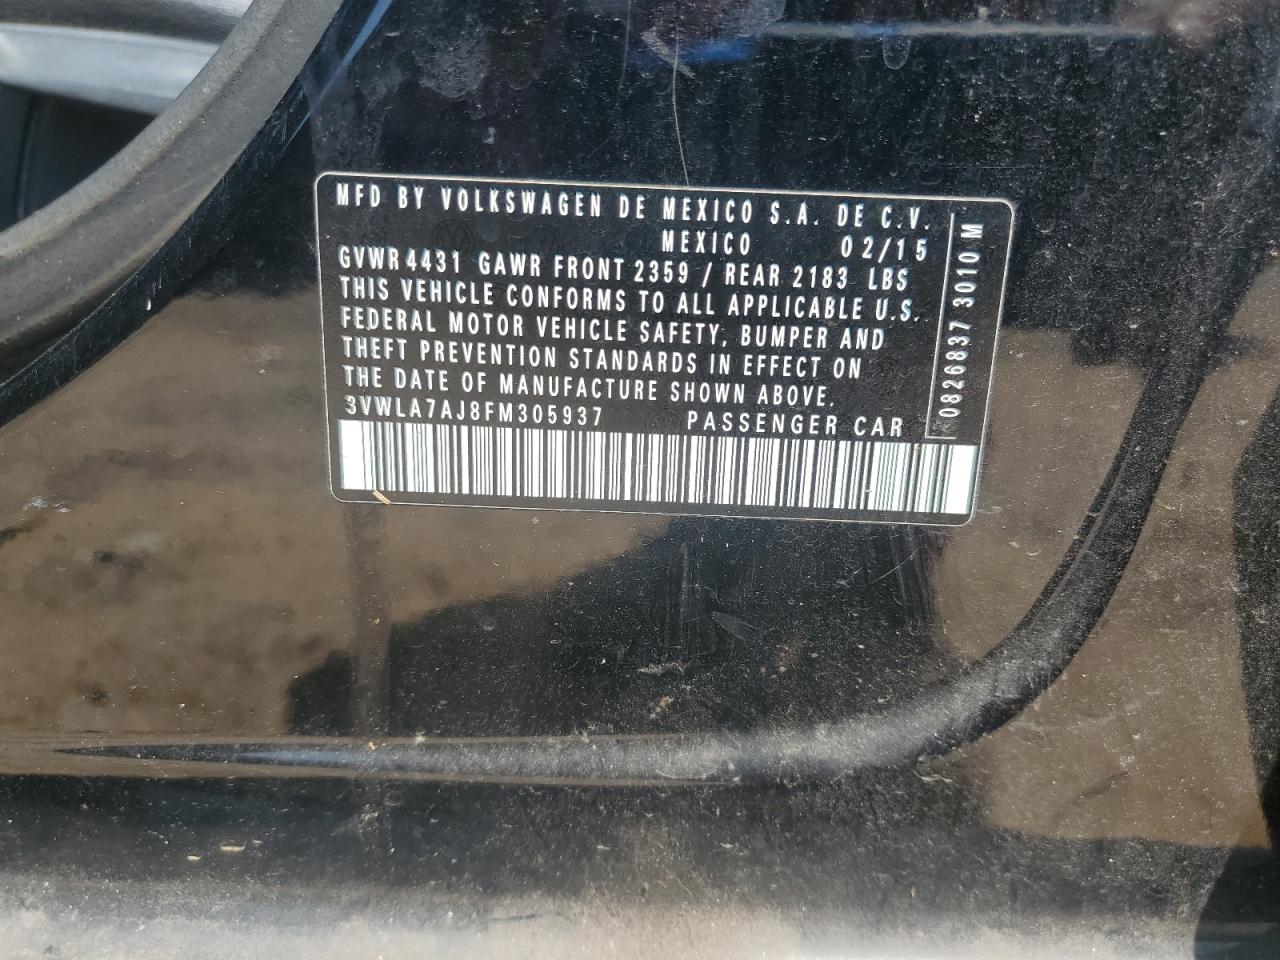 MFD BY VOLKSWAGEN DE MEXICO S.A. DE C.V.
MEXICO 02/15
GVWR 4431 GAWR FRONT 2359 / REAR 2183 LBS
THIS VEHICLE CONFORMS TO ALL APPLICABLE U.S.
FEDERAL MOTOR VEHICLE SAFETY, BUMPER AND
THEFT PREVENTION STANDARDS IN EFFECT ON
THE DATE OF MANUFACTURE SHOWN ABOVE.
3VWLA7AJ8FM305937 PASSENGER CAR
0826837 3010 M